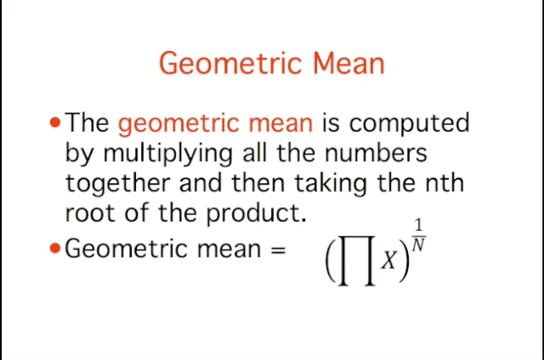 Geometric Mean
•The geometric mean is computed
by multiplying all the numbers
together and then taking the nth
root of the product.
•Geometric mean = (∏X)^(1/N)